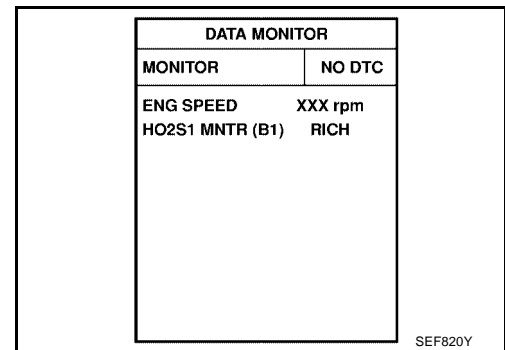 DATA MONITOR
MONITOR NO DTC
ENG SPEED XXX rpm
HO2S1 MNTR (B1) RICH
SEF820Y